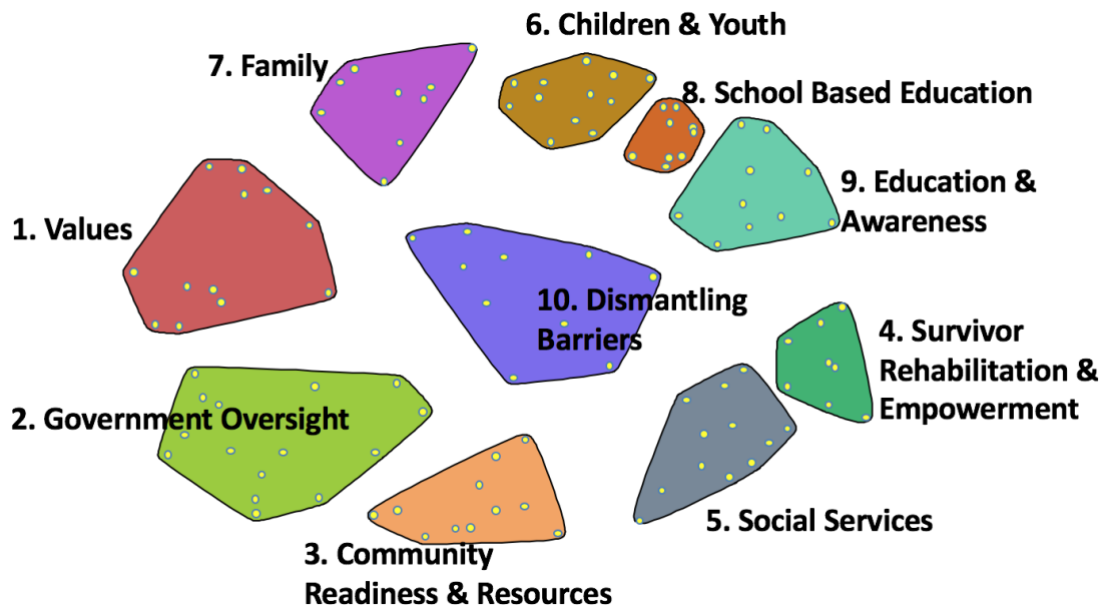 6. Children & Youth
7. Family
8. School Based Education
9. Education &
Awareness
1. Values
10. Dismantling
Barriers
4. Survivor
Rehabilitation &
Empowerment
2. Government Oversight
5. Social Services
3. Community
Readiness & Resources